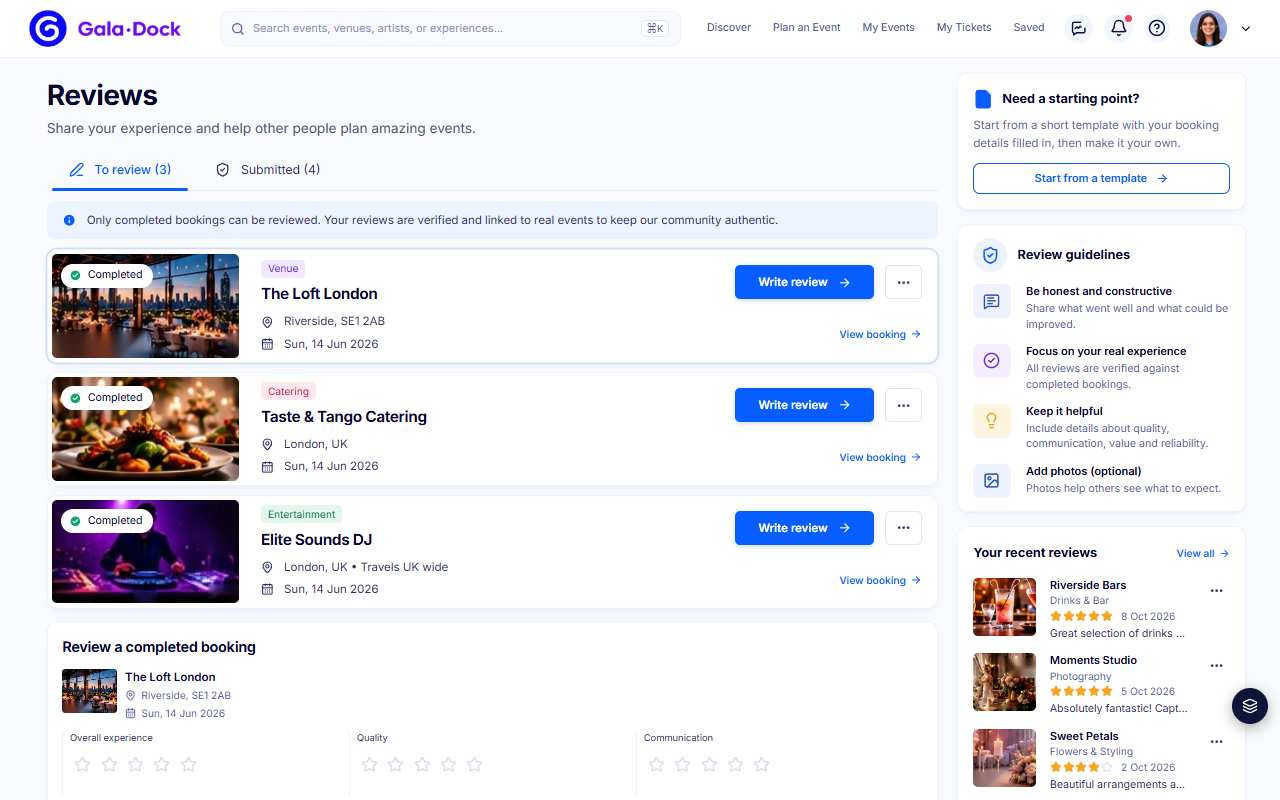 Gala·Dock
Search events, venues, artists, or experiences...
⌘K
Discover
Plan an Event
My Events
My Tickets
Saved
Reviews
Share your experience and help other people plan amazing events.
To review (3)
Submitted (4)
Only completed bookings can be reviewed. Your reviews are verified and linked to real events to keep our community authentic.
Completed
Venue
The Loft London
Riverside, SE1 2AB
Sun, 14 Jun 2026
Write review
View booking
Completed
Catering
Taste & Tango Catering
London, UK
Sun, 14 Jun 2026
Write review
View booking
Completed
Entertainment
Elite Sounds DJ
London, UK • Travels UK wide
Sun, 14 Jun 2026
Write review
View booking
Review a completed booking
The Loft London
Riverside, SE1 2AB
Sun, 14 Jun 2026
Overall experience
Quality
Communication
Need a starting point?
Start from a short template with your booking
details filled in, then make it your own.
Start from a template
Review guidelines
Be honest and constructive
Share what went well and what could be
improved.
Focus on your real experience
All reviews are verified against
completed bookings.
Keep it helpful
Include details about quality,
communication, value and reliability.
Add photos (optional)
Photos help others see what to expect.
Your recent reviews
View all
Riverside Bars
Drinks & Bar
8 Oct 2026
Great selection of drinks ...
Moments Studio
Photography
5 Oct 2026
Absolutely fantastic! Capt...
Sweet Petals
Flowers & Styling
2 Oct 2026
Beautiful arrangements a...